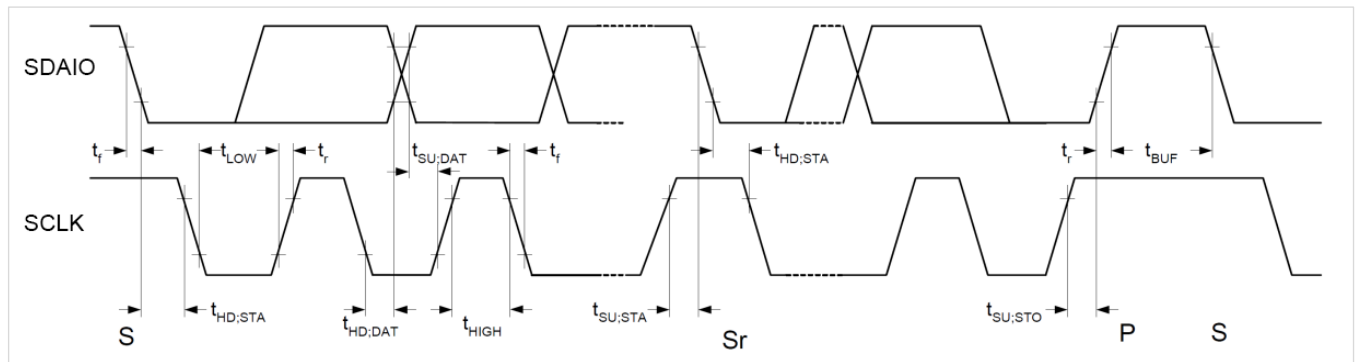 SDAIO
t_f
t_LOW
t_r
t_SU;DAT
t_f
t_HD;STA
t_r
t_BUF
SCLK
t_HD;STA
t_HD;DAT
t_HIGH
t_SU;STA
t_SU;STO
S
Sr
P
S